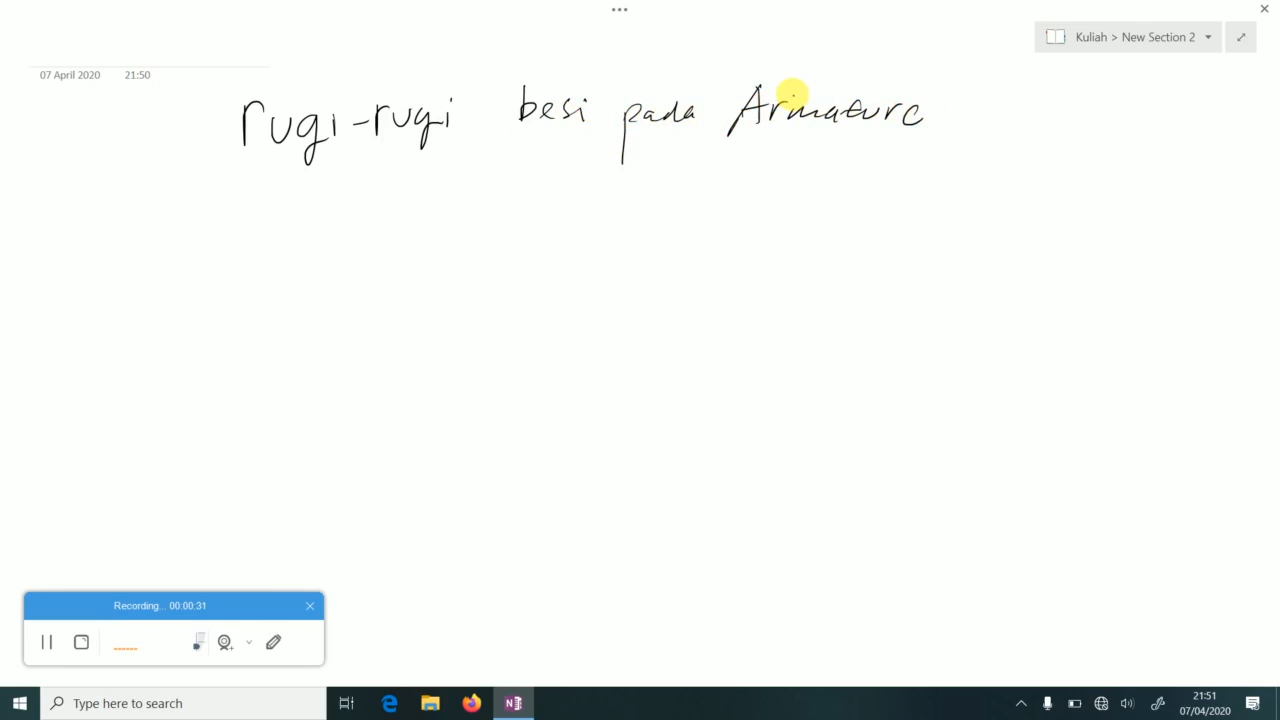 Kuliah > New Section 2
07 April 2020 21:50
rugi-rugi besi pada Armature
Recording... 00:00:31
Type here to search
21:51
07/04/2020